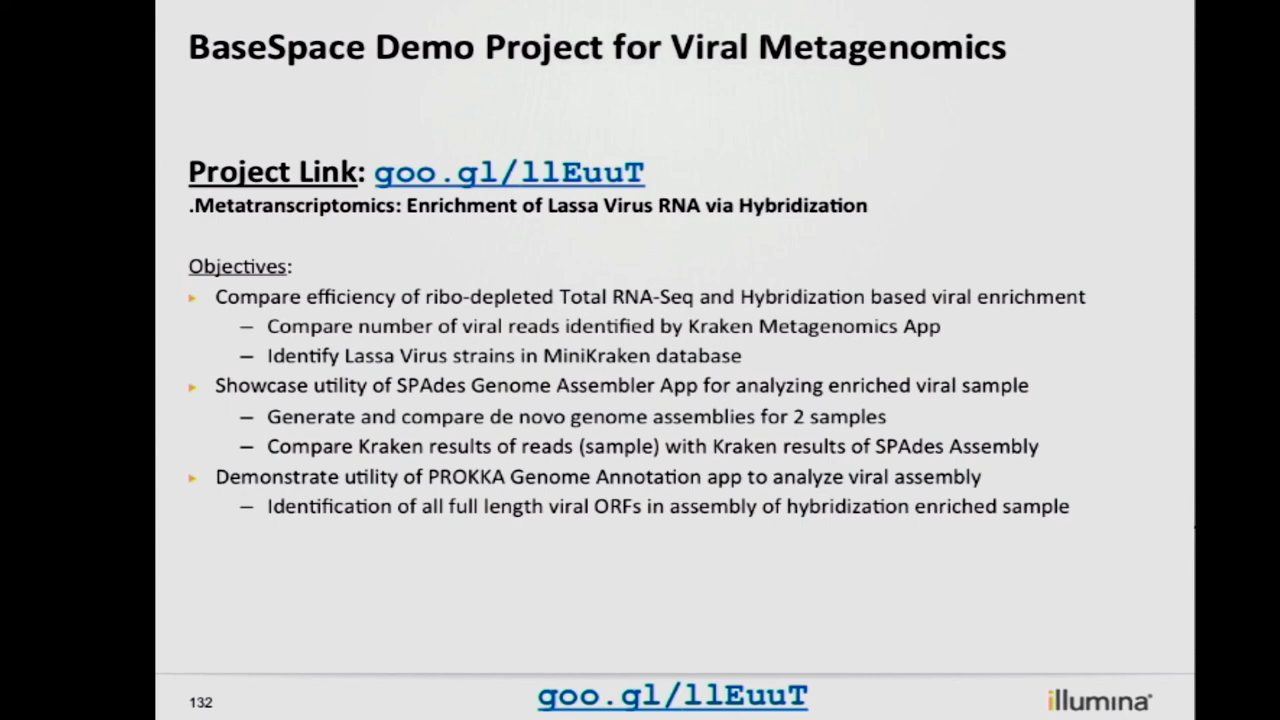 BaseSpace Demo Project for Viral Metagenomics
Project Link: goo.gl/llEuuT
.Metatranscriptomics: Enrichment of Lassa Virus RNA via Hybridization
Objectives:
▸ Compare efficiency of ribo-depleted Total RNA-Seq and Hybridization based viral enrichment
– Compare number of viral reads identified by Kraken Metagenomics App
– Identify Lassa Virus strains in MiniKraken database
▸ Showcase utility of SPAdes Genome Assembler App for analyzing enriched viral sample
– Generate and compare de novo genome assemblies for 2 samples
– Compare Kraken results of reads (sample) with Kraken results of SPAdes Assembly
▸ Demonstrate utility of PROKKA Genome Annotation app to analyze viral assembly
– Identification of all full length viral ORFs in assembly of hybridization enriched sample
132
goo.gl/llEuuT
illumina®